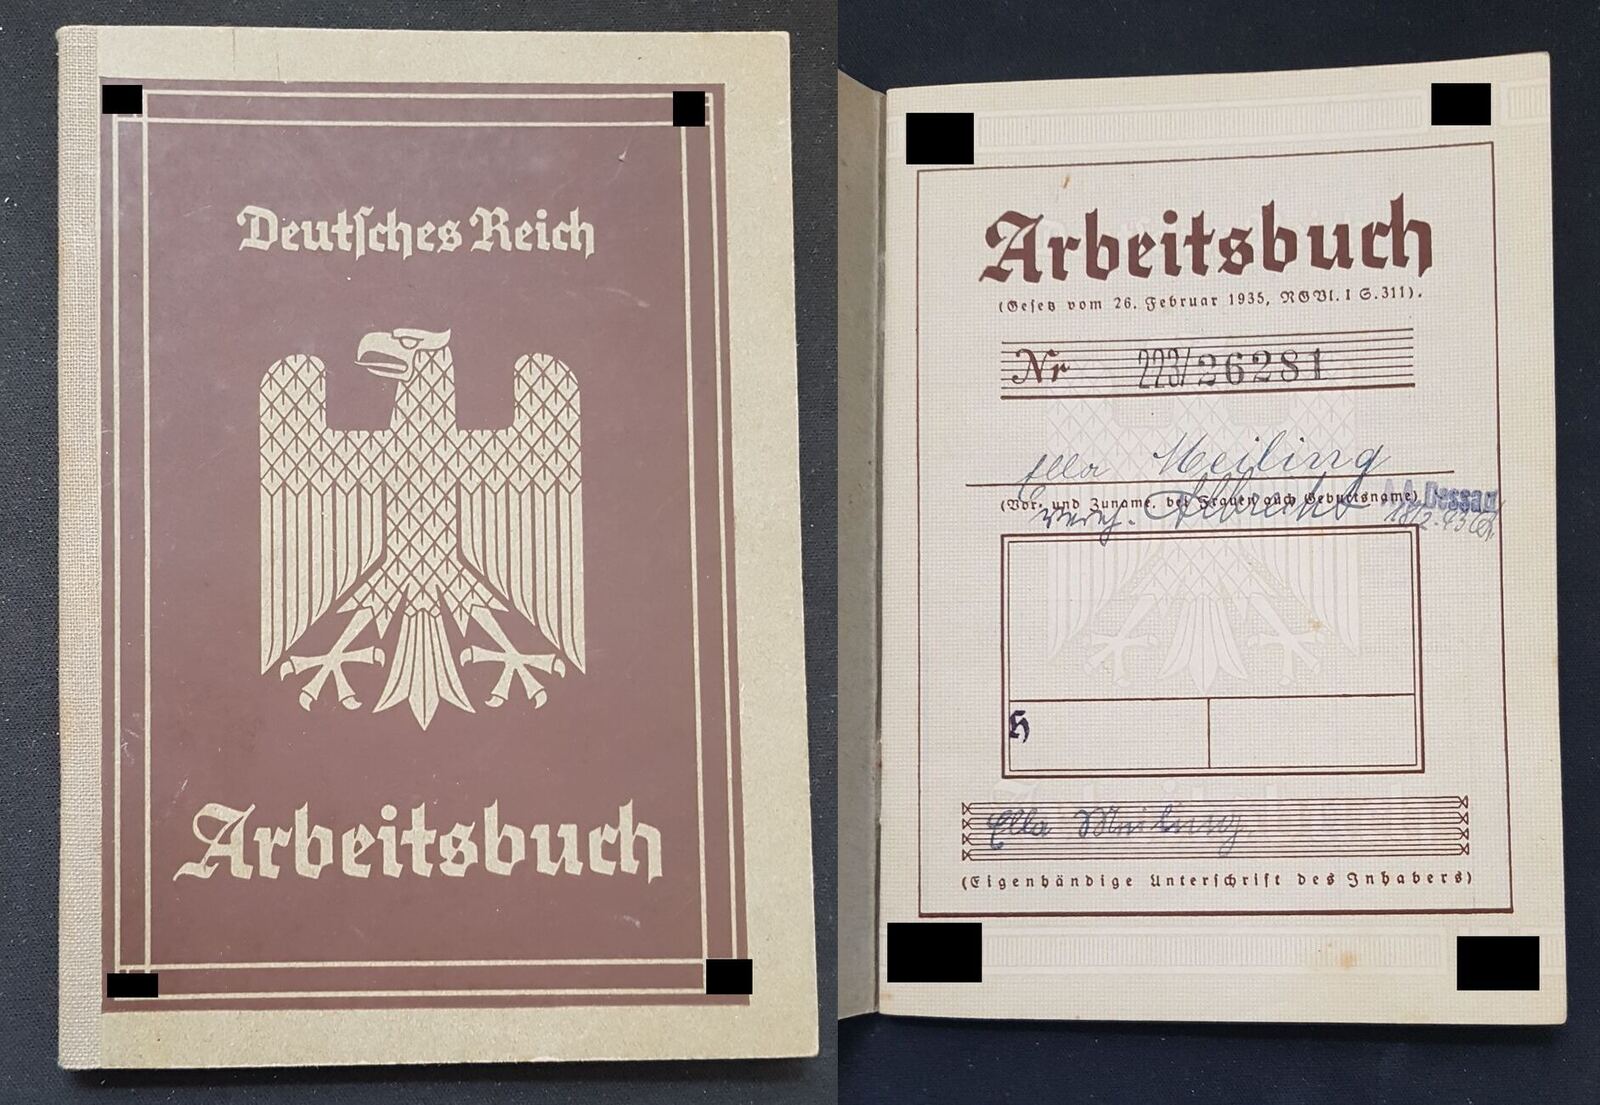 Deutsches Reich
Arbeitsbuch
Arbeitsbuch
(Gesetz vom 26. Februar 1935, RGBl. I S. 311).
Nr 223/26281
Ella Meiling
(Vor- und Zuname, bei Frauen auch Geburtsname)
verh. Albrecht
A.A. Dessau
H
Ella Meiling
(Eigenhändige Unterschrift des Inhabers)